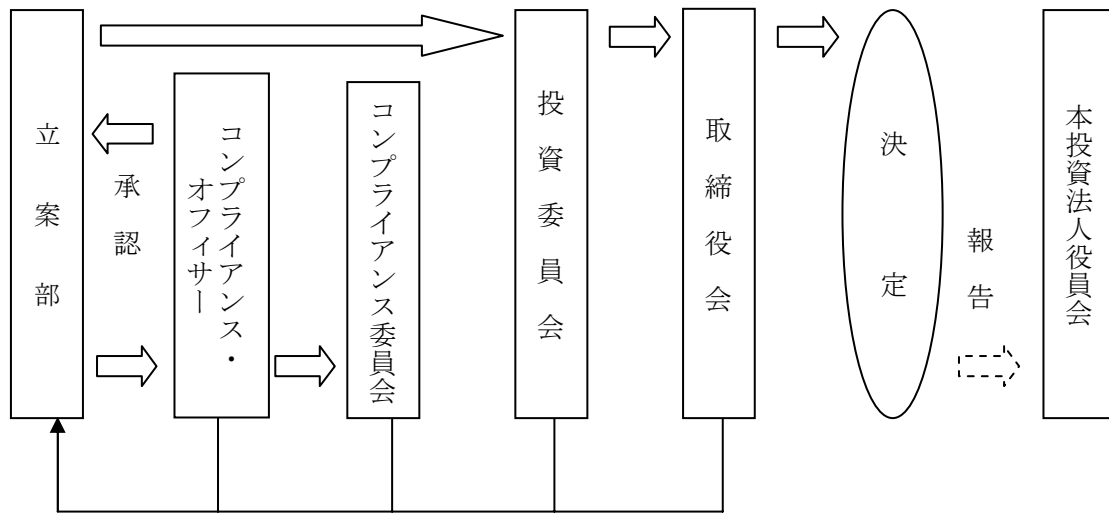 立案部
承認
コンプライアンス・
オフィサー
コンプライアンス委員会
投資委員会
取締役会
決定
報告
本投資法人役員会